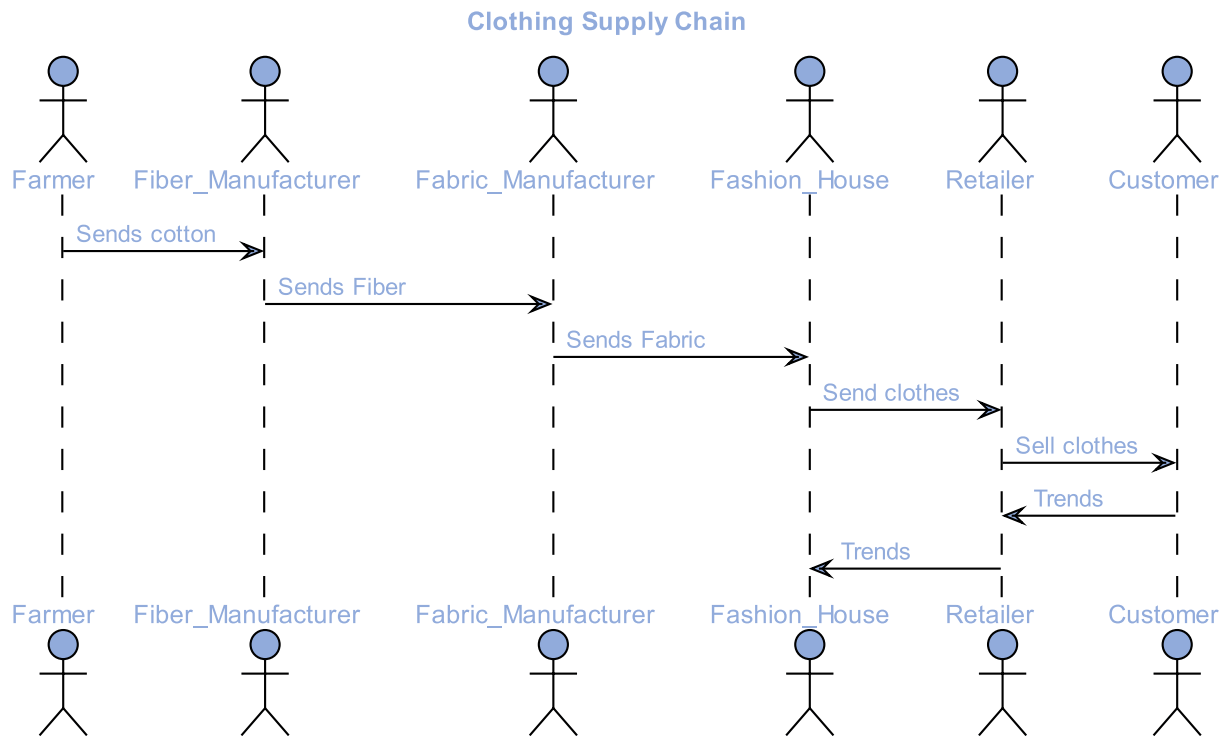 Clothing Supply Chain
Farmer Fiber_Manufacturer Fabric_Manufacturer Fashion_House Retailer Customer
Sends cotton
Sends Fiber
Sends Fabric
Send clothes
Sell clothes
Trends
Trends
Farmer Fiber_Manufacturer Fabric_Manufacturer Fashion_House Retailer Customer